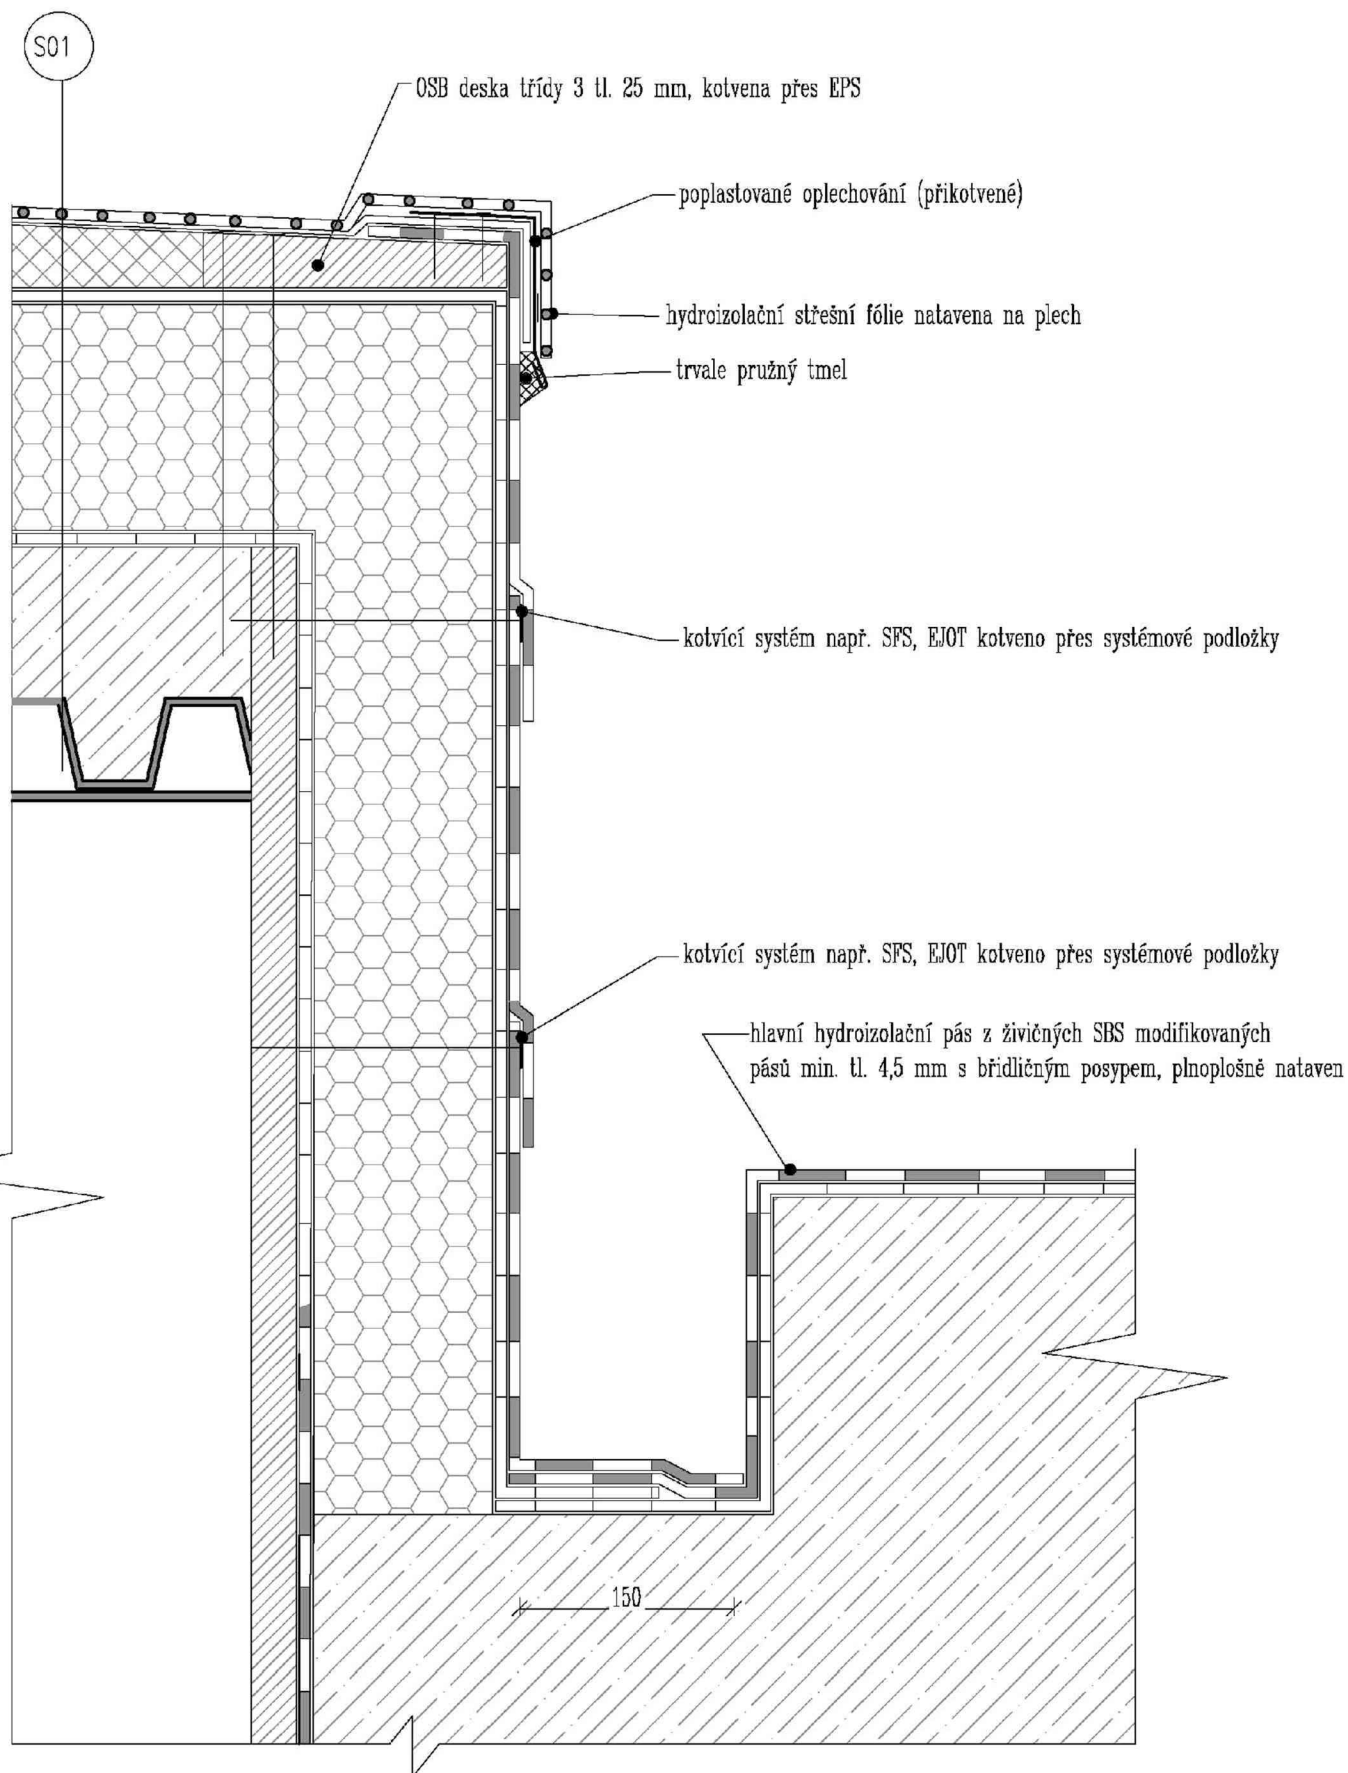 S01
OSB deska třídy 3 tl. 25 mm, kotvena přes EPS
poplastované oplechování (přikotvené)
hydroizolační střešní fólie natavena na plech
trvale pružný tmel
kotvící systém např. SFS, EJOT kotveno přes systémové podložky
kotvící systém např. SFS, EJOT kotveno přes systémové podložky
hlavní hydroizolační pás z živičných SBS modifikovaných
pásů min. tl. 4,5 mm s břidličným posypem, plnoplošně nataven
150